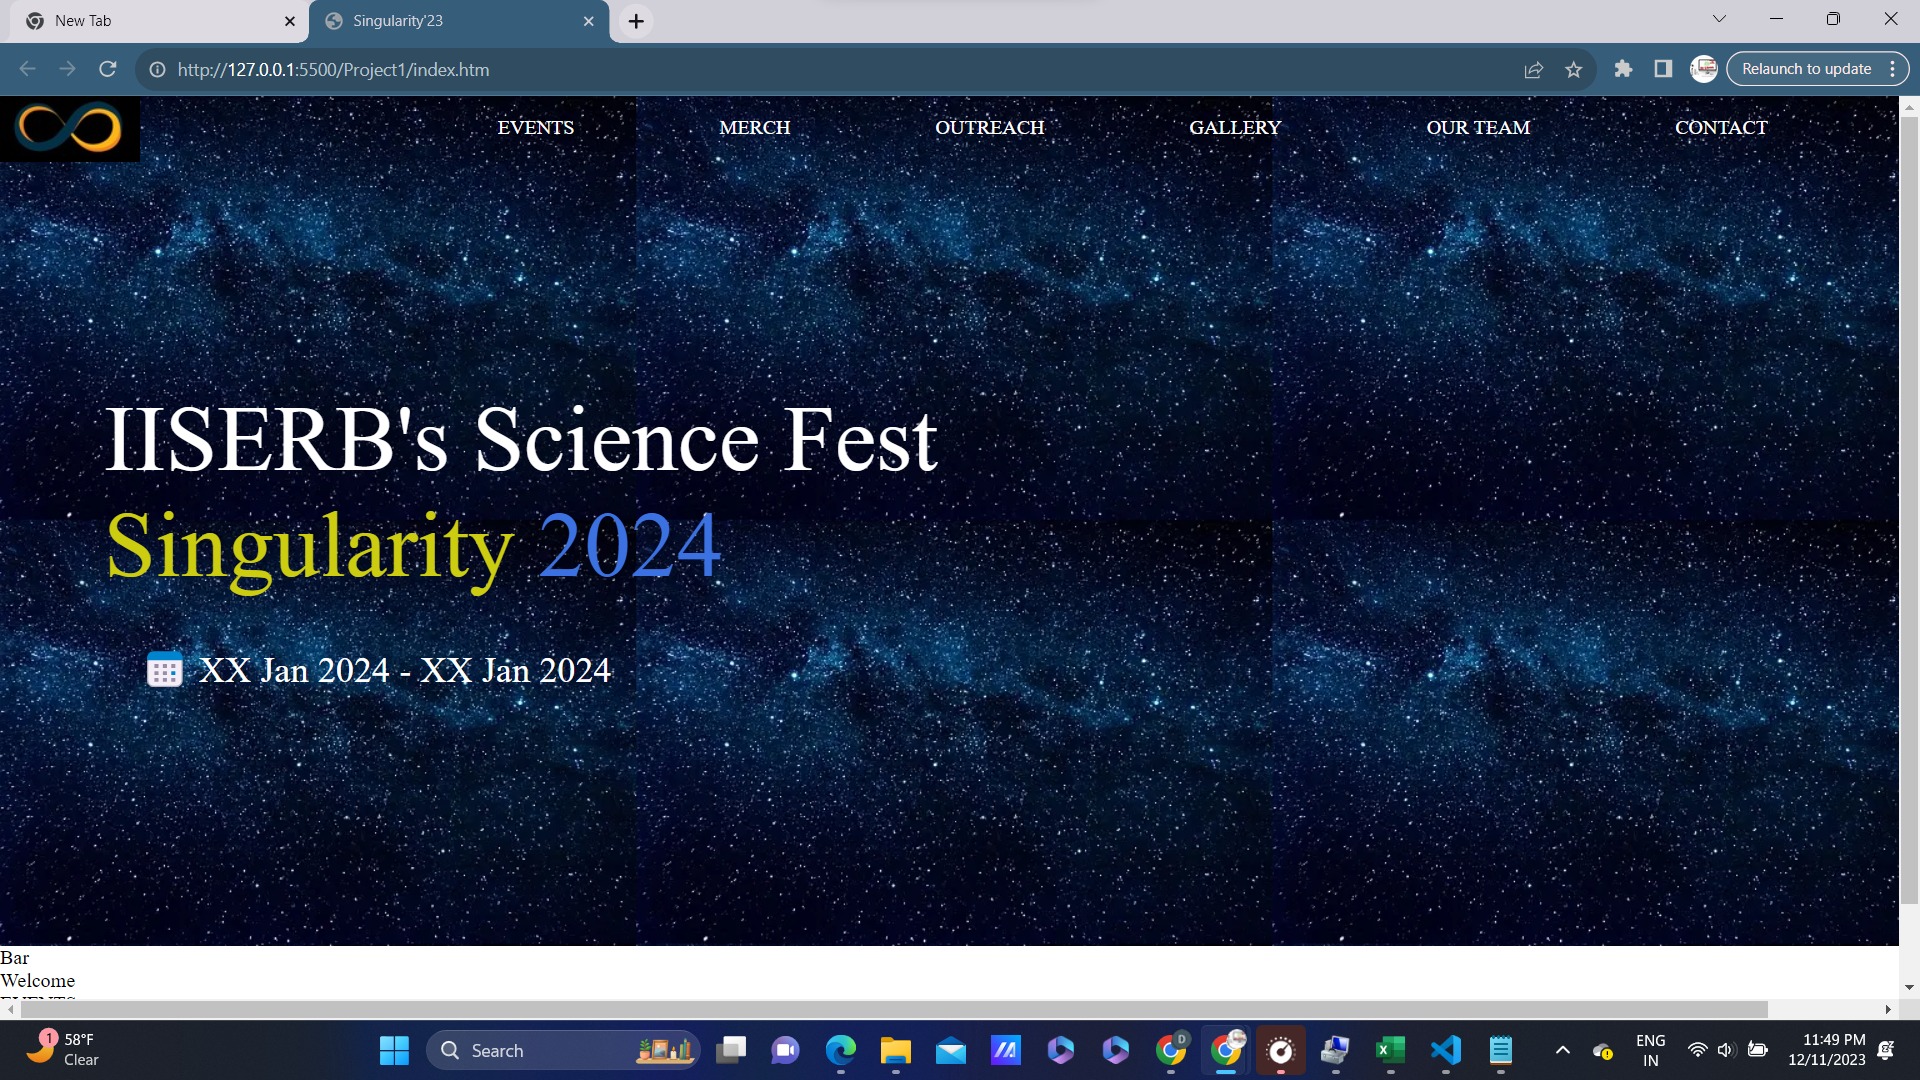 New Tab
Singularity'23
http://127.0.0.1:5500/Project1/index.htm
Relaunch to update
EVENTS MERCH OUTREACH GALLERY OUR TEAM CONTACT
IISERB's Science Fest
Singularity 2024
XX Jan 2024 - XX Jan 2024
Bar
Welcome
EVENTS
1
58°F
Clear
Search
D
ENG
IN
11:49 PM
12/11/2023